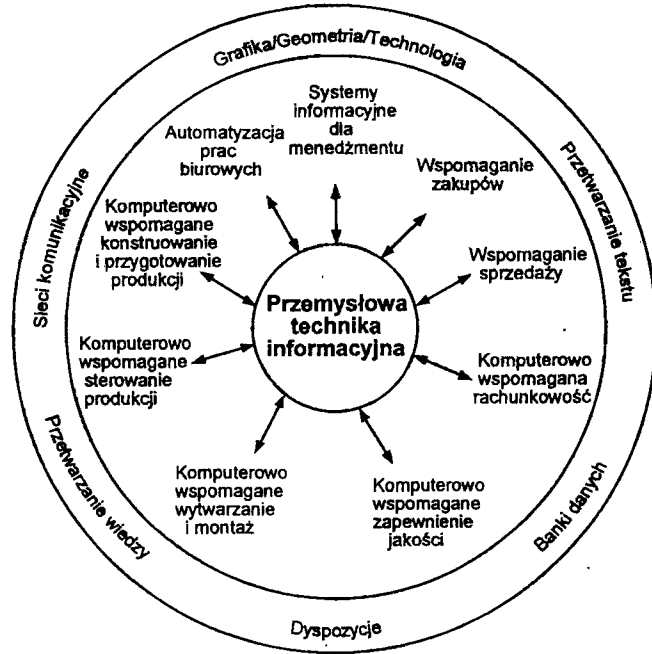 Grafika/Geometria/Technologia
Systemy
informacyjne
dla
menedżmentu
Automatyzacja
prac
biurowych
Wspomaganie
zakupów
Przetwarzanie tekstu
Sieci komunikacyjne
Komputerowo
wspomagane
konstruowanie
i przygotowanie
produkcji
Wspomaganie
sprzedaży
Przemysłowa
technika
informacyjna
Komputerowo
wspomagane
sterowanie
produkcji
Komputerowo
wspomagana
rachunkowość
Komputerowo
wspomagane
wytwarzanie
i montaż
Komputerowo
wspomagane
zapewnienie
jakości
Przetwarzanie wiedzy
Banki danych
Dyspozycje